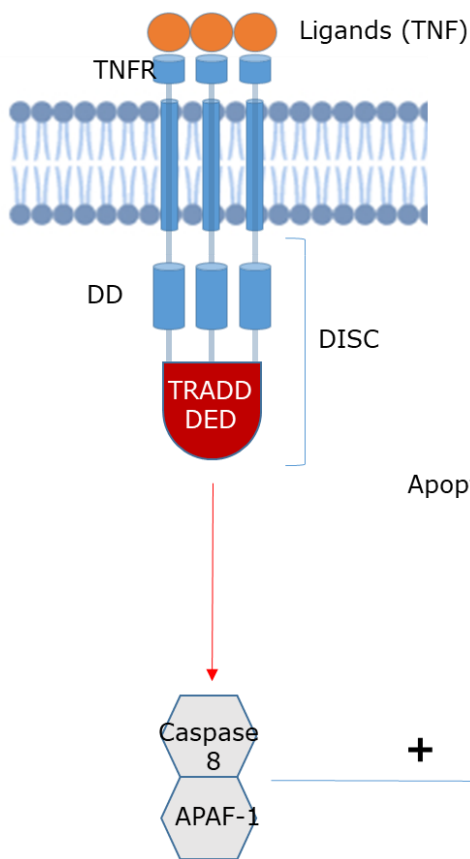 Ligands (TNF)
TNFR
DD
DISC
TRADD
DED
Apop
Caspase
8
+
APAF-1